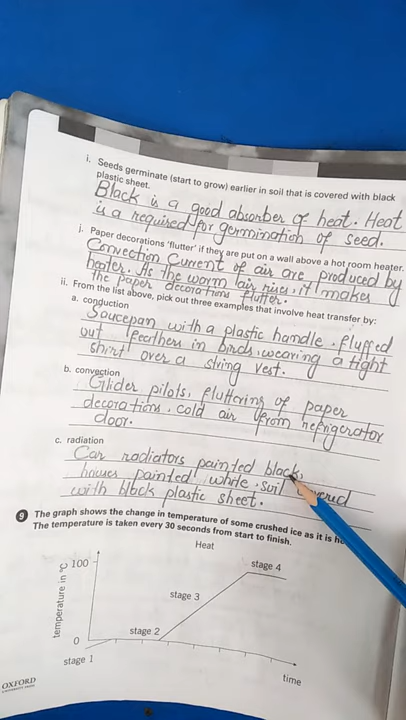 i. Seeds germinate (start to grow) earlier in soil that is covered with black
plastic sheet.
Black is a good absorber of heat. Heat
is a required for germination of seed.
j. Paper decorations 'flutter' if they are put on a wall above a hot room heater.
Convection Current of air are produced by
heater. As the warm air rises, it makes
the paper decorations flutter.
ii. From the list above, pick out three examples that involve heat transfer by:
a. conduction
Saucepan with a plastic handle, fluffed
out feathers in birds, wearing a tight
shirt over a string vest.
b. convection
Glider pilots, fluttering of paper
decorations, cold air from refrigerator
door.
c. radiation
Car radiators painted black,
houses painted white, soil covered
with black plastic sheet.
9 The graph shows the change in temperature of some crushed ice as it is
The temperature is taken every 30 seconds from start to finish.
Heat
temperature in °C
100
stage 4
stage 3
stage 2
0
stage 1
time
OXFORD
UNIVERSITY PRESS